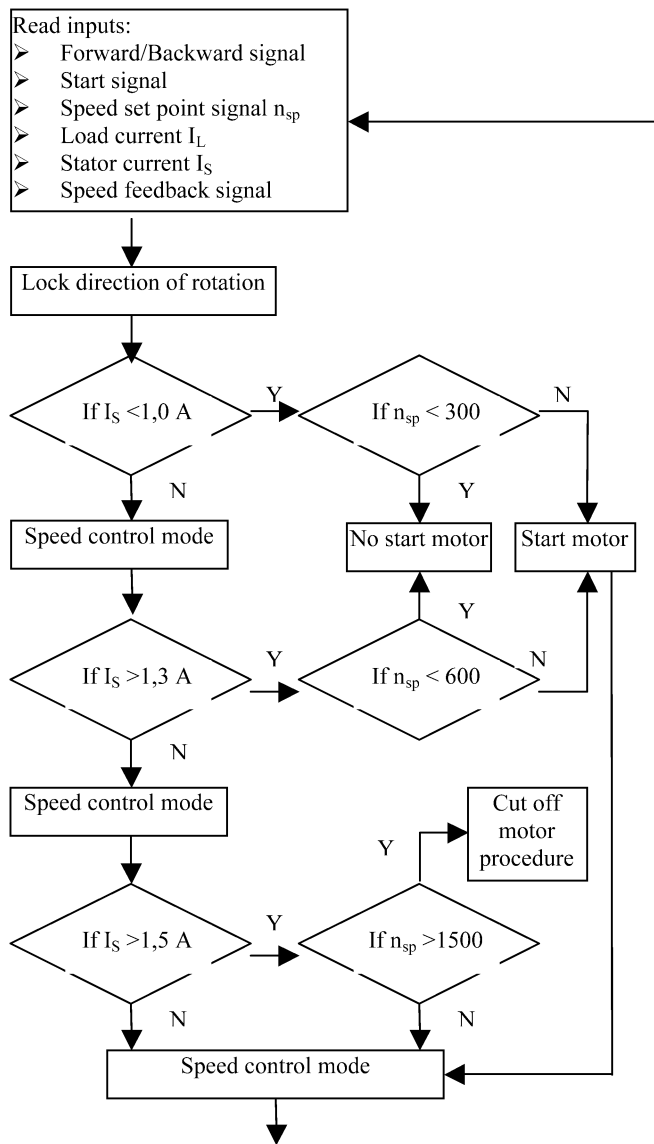 Read inputs:
➢ Forward/Backward signal
➢ Start signal
➢ Speed set point signal nsp
➢ Load current IL
➢ Stator current IS
➢ Speed feedback signal
Lock direction of rotation
If IS <1,0 A
Y
If nsp < 300
N
N
Y
Speed control mode
No start motor
Start motor
Y
If IS >1,3 A
Y
If nsp < 600
N
N
Speed control mode
Cut off
motor
procedure
Y
If IS >1,5 A
Y
If nsp >1500
N
N
Speed control mode